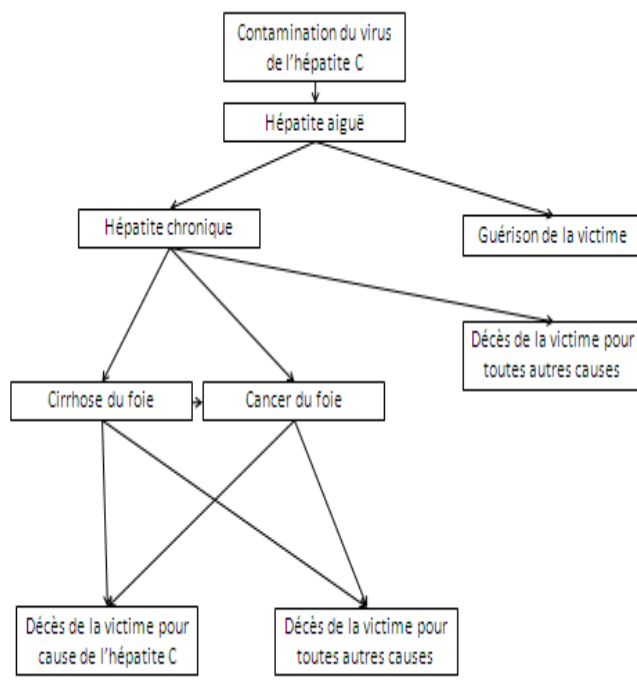 Contamination du virus
de l'hépatite C
Hépatite aiguë
Hépatite chronique
Guérison de la victime
Décès de la victime pour
toutes autres causes
Cirrhose du foie
Cancer du foie
Décès de la victime pour
cause de l'hépatite C
Décès de la victime pour
toutes autres causes